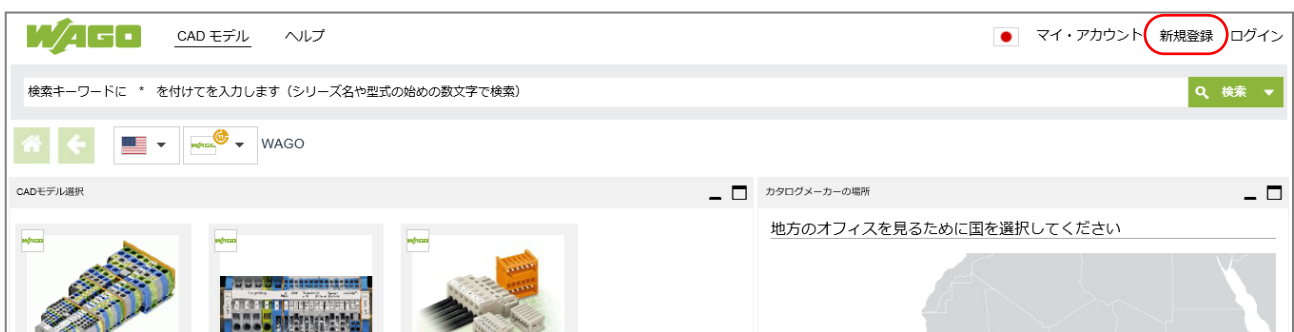 WAGO CAD モデル ヘルプ マイ・アカウント 新規登録 ログイン
検索キーワードに * を付けてを入力します（シリーズ名や型式の始めの数文字で検索） 検索
WAGO WAGO
CADモデル選択 カタログメーカーの場所
地方のオフィスを見るために国を選択してください
WAGO WAGO WAGO